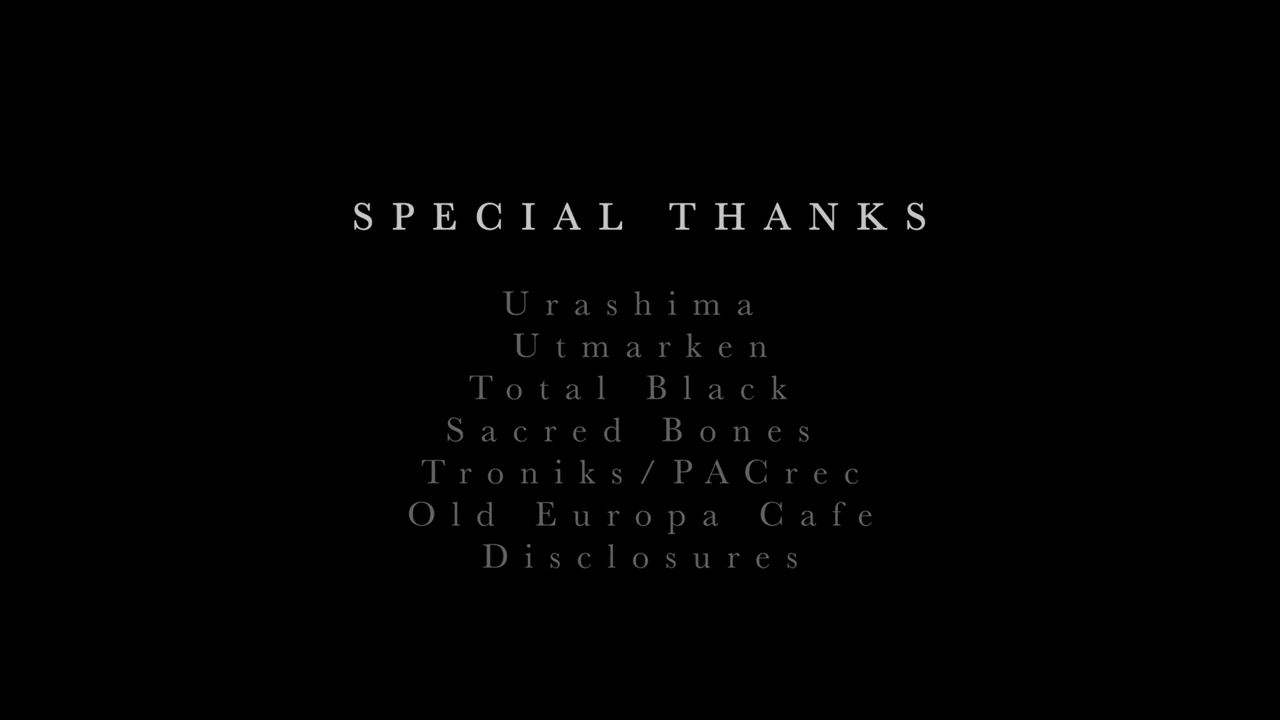 SPECIAL THANKS
Urashima
Utmarken
Total Black
Sacred Bones
Troniks/PACrec
Old Europa Cafe
Disclosures